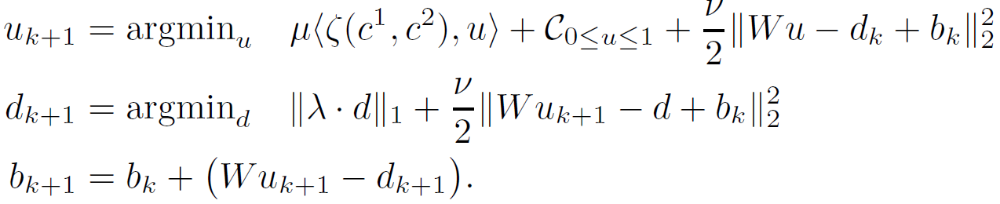 u_{k+1} = argmin_u μ⟨ζ(c^1, c^2), u⟩ + 𝒞_{0≤u≤1} + ν/2 ‖Wu − d_k + b_k‖_2^2
d_{k+1} = argmin_d ‖λ · d‖_1 + ν/2 ‖Wu_{k+1} − d + b_k‖_2^2
b_{k+1} = b_k + (Wu_{k+1} − d_{k+1}).